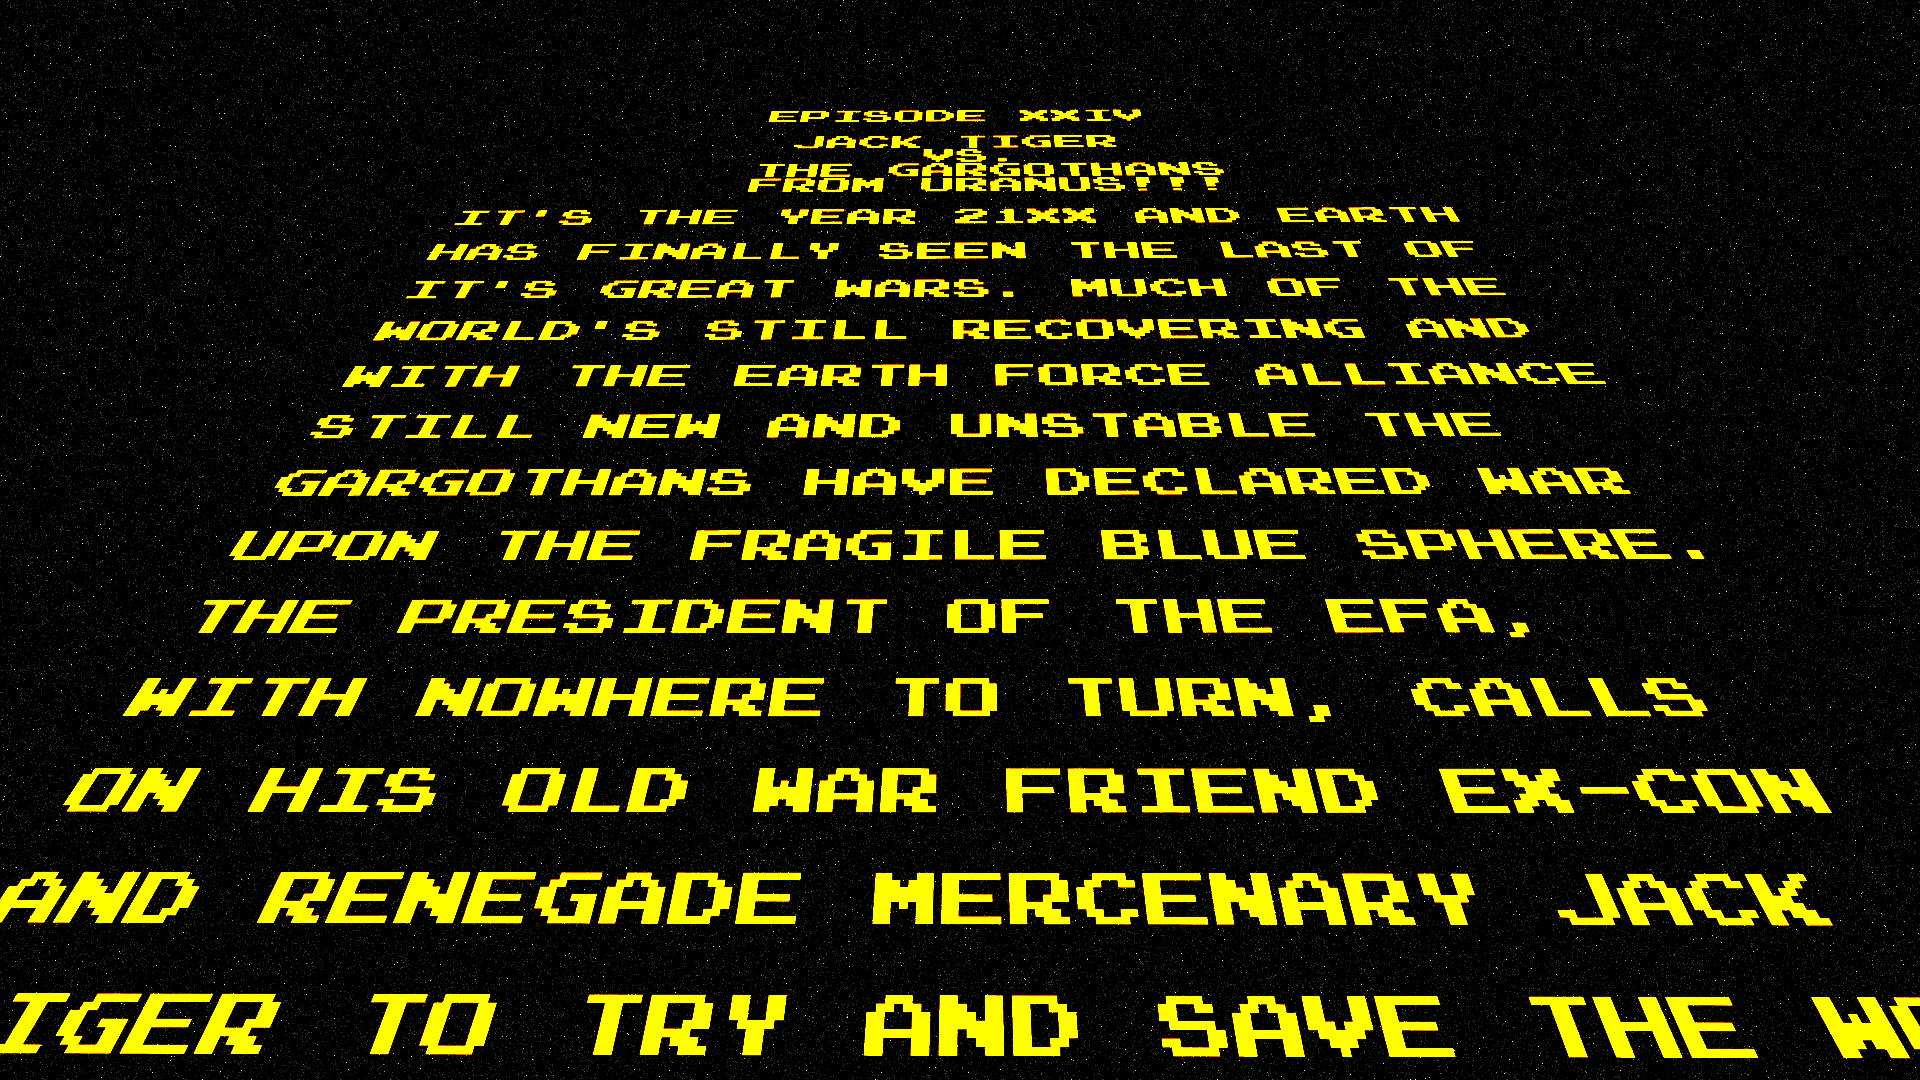 EPISODE XXIV
JACK TIGER
VS.
THE GARGOTHANS
FROM URANUS!!!
IT'S THE YEAR 21XX AND EARTH
HAS FINALLY SEEN THE LAST OF
IT'S GREAT WARS. MUCH OF THE
WORLD'S STILL RECOVERING AND
WITH THE EARTH FORCE ALLIANCE
STILL NEW AND UNSTABLE THE
GARGOTHANS HAVE DECLARED WAR
UPON THE FRAGILE BLUE SPHERE.
THE PRESIDENT OF THE EFA,
WITH NOWHERE TO TURN, CALLS
ON HIS OLD WAR FRIEND EX-CON
AND RENEGADE MERCENARY JACK
IGER TO TRY AND SAVE THE WO